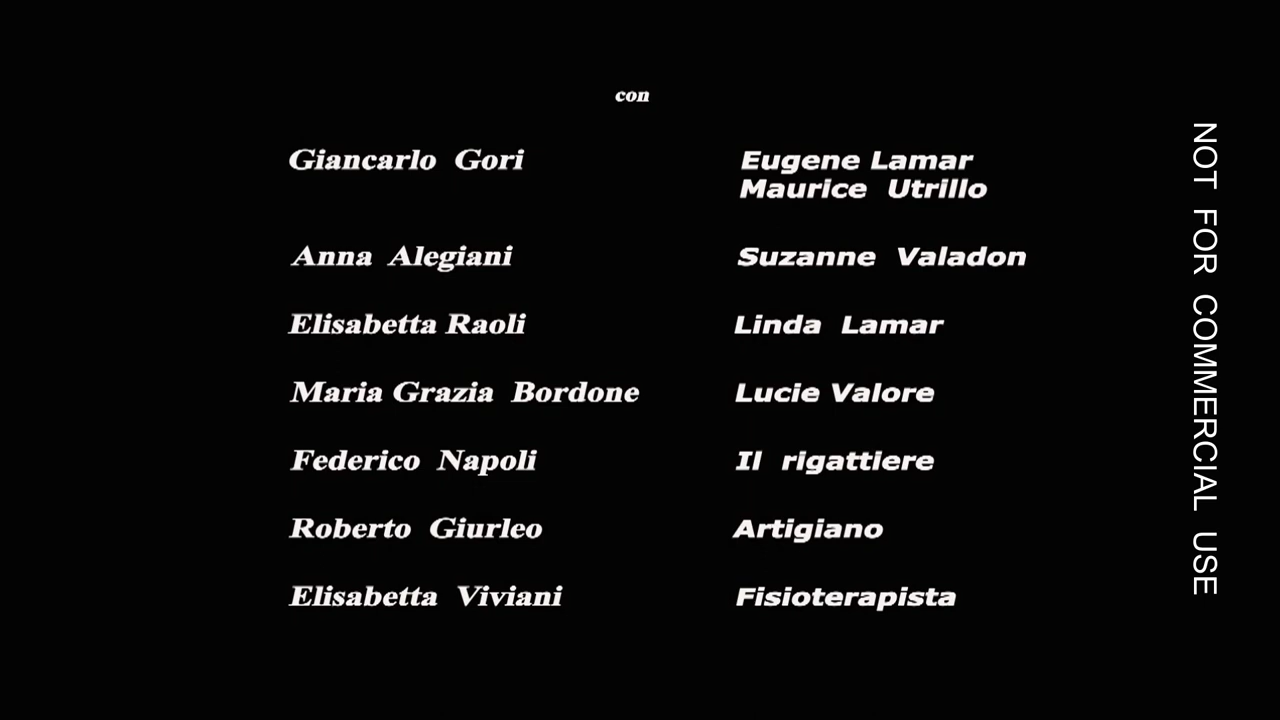 con
Giancarlo Gori Eugene Lamar
Maurice Utrillo
Anna Alegiani Suzanne Valadon
Elisabetta Raoli Linda Lamar
Maria Grazia Bordone Lucie Valore
Federico Napoli Il rigattiere
Roberto Giurleo Artigiano
Elisabetta Viviani Fisioterapista
NOT FOR COMMERCIAL USE